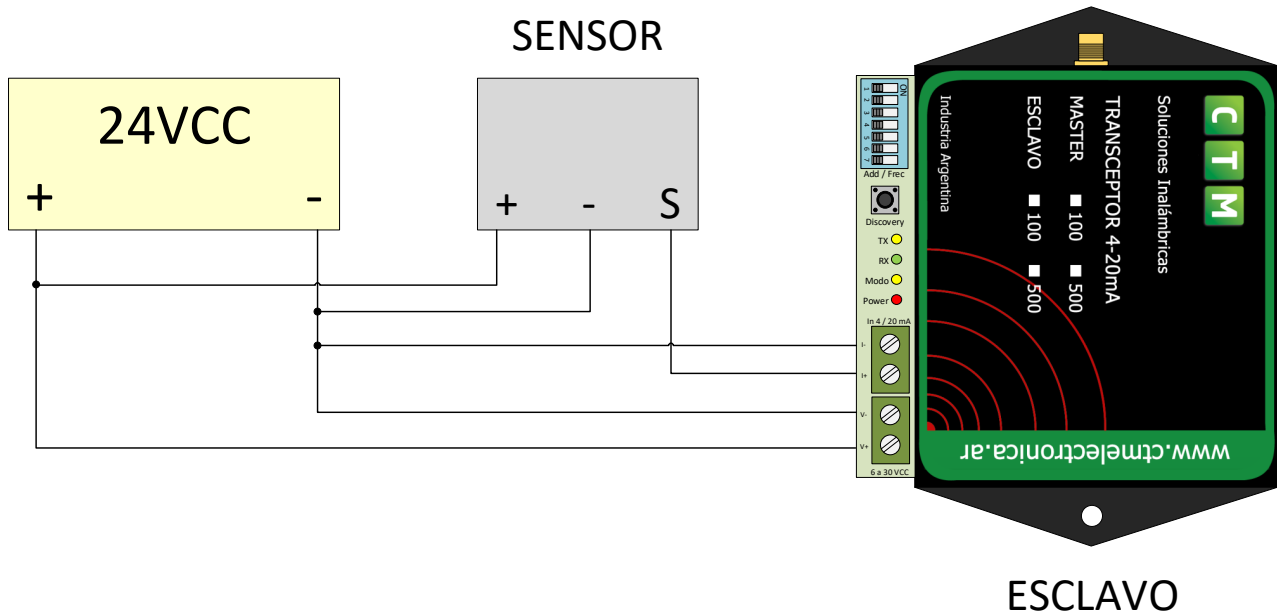 SENSOR
24VCC
+ -
+ - S
ON
1
2
3
4
5
6
7
Add / Frec
Discovery
TX
RX
Modo
Power
In 4 / 20 mA
I-
I+
V-
V+
6 a 30 VCC
C T M
Soluciones Inalámbricas
TRANSCEPTOR 4-20mA
MASTER 100 500
ESCLAVO 100 500
Industria Argentina
www.ctmelectronica.ar
ESCLAVO